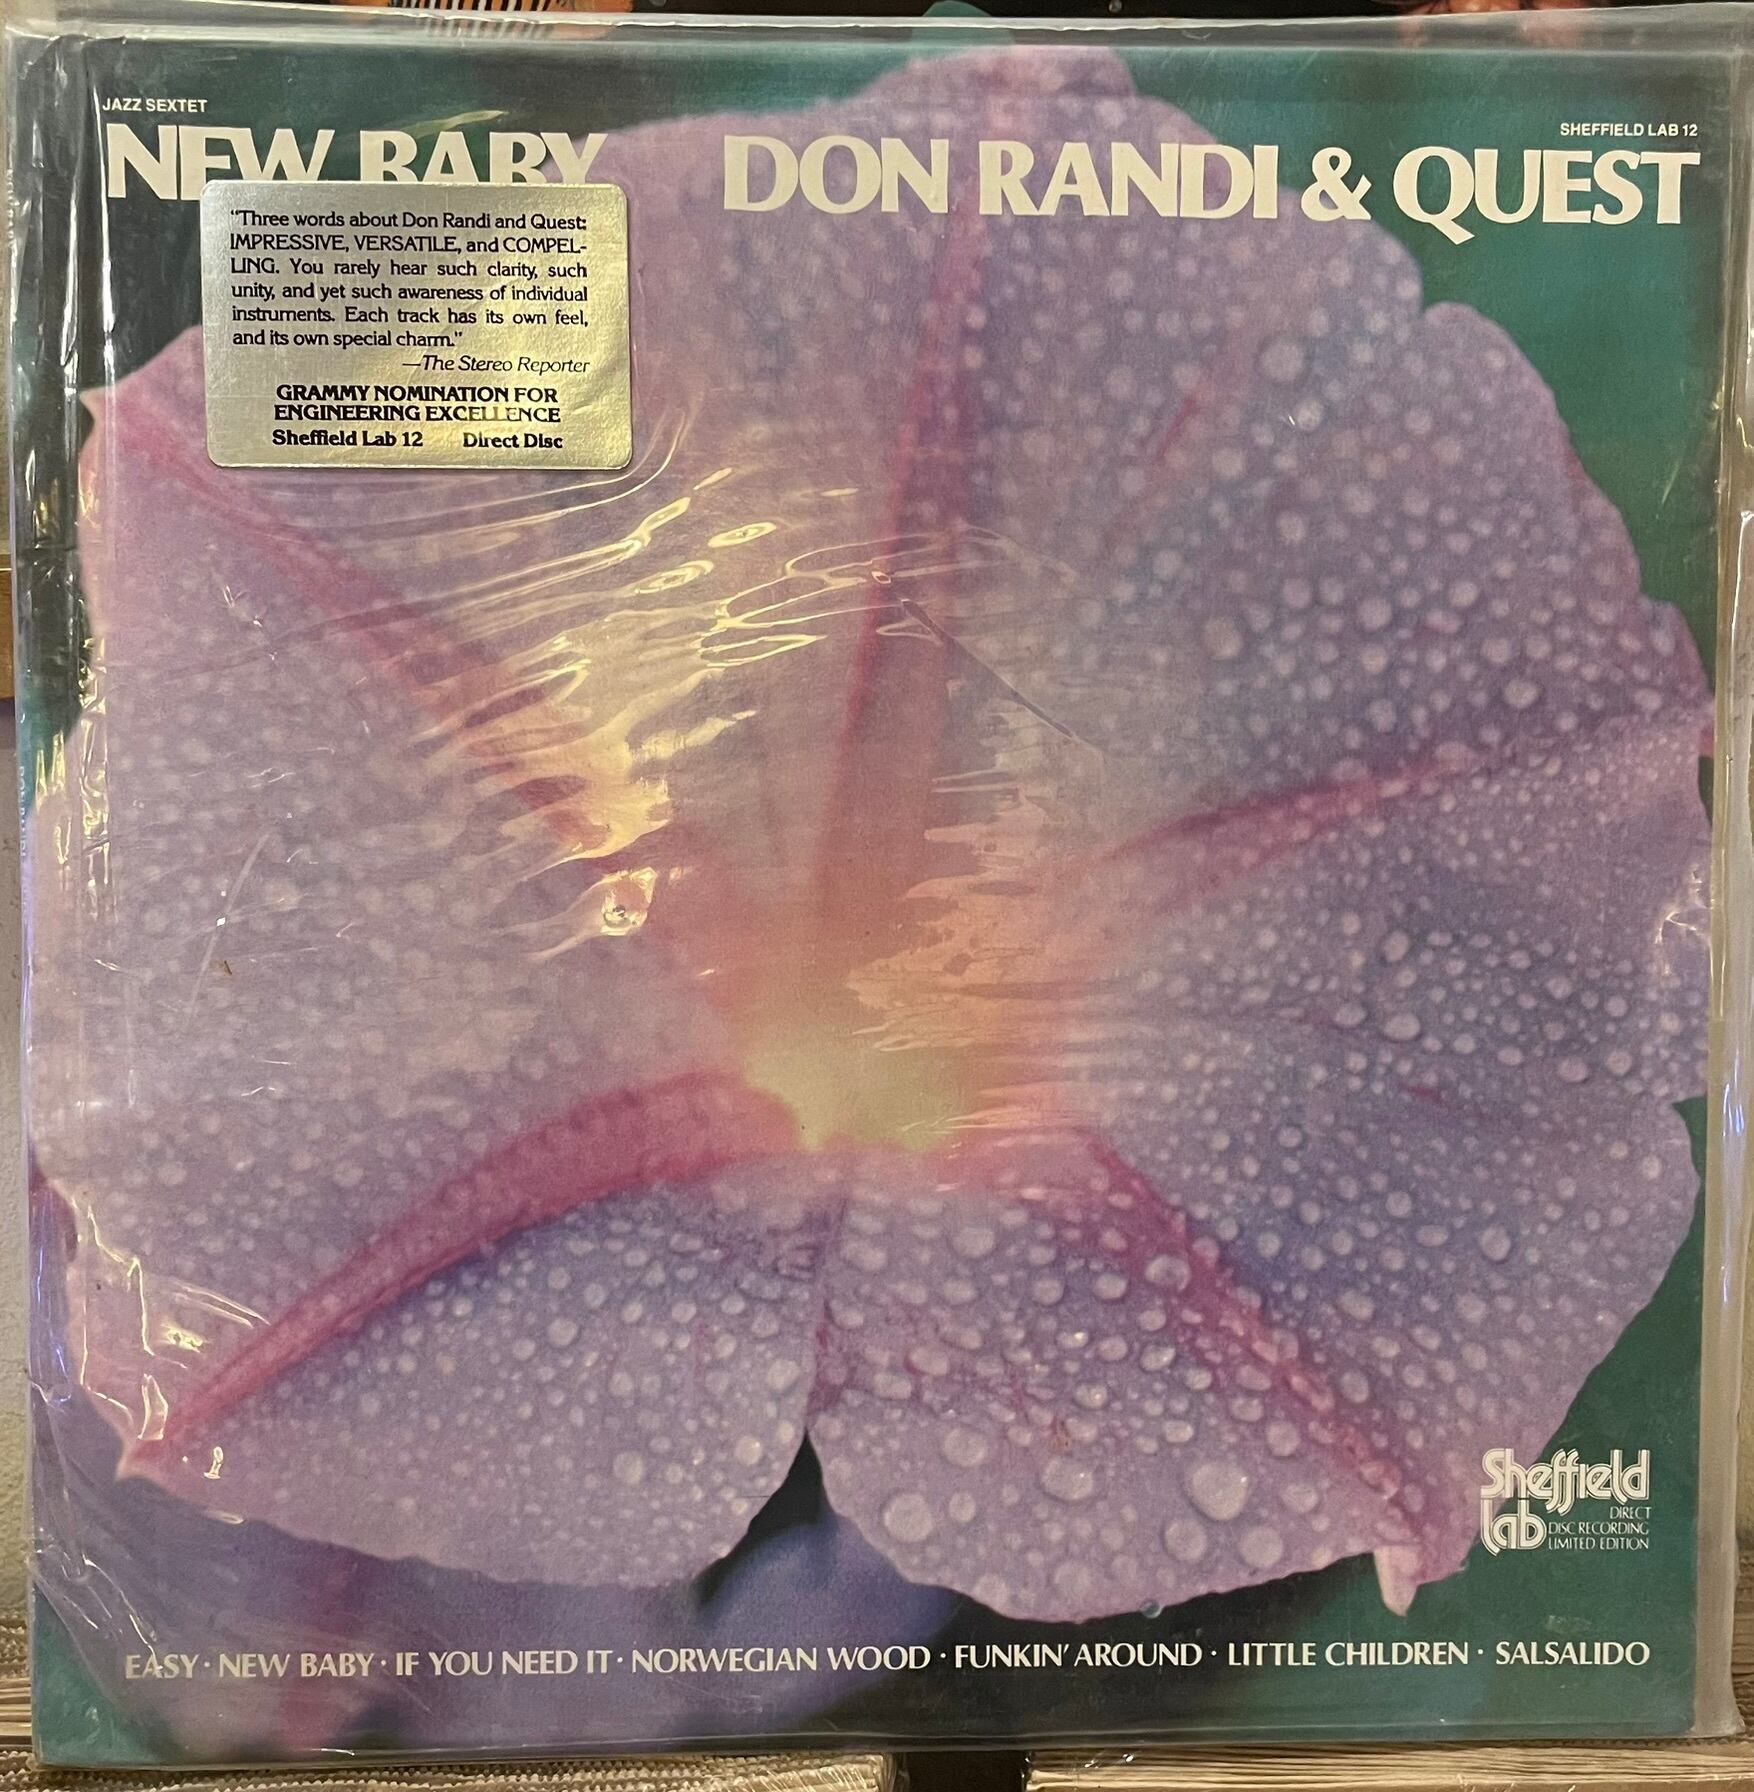 JAZZ SEXTET
NEW BABY DON RANDI & QUEST
SHEFFIELD LAB 12
"Three words about Don Randi and Quest:
IMPRESSIVE, VERSATILE, and COMPEL-
LING. You rarely hear such clarity, such
unity, and yet such awareness of individual
instruments. Each track has its own feel,
and its own special charm."
—The Stereo Reporter
GRAMMY NOMINATION FOR
ENGINEERING EXCELLENCE
Sheffield Lab 12 Direct Disc
Sheffield
Lab
DIRECT
DISC RECORDING
LIMITED EDITION
EASY · NEW BABY · IF YOU NEED IT · NORWEGIAN WOOD · FUNKIN' AROUND · LITTLE CHILDREN · SALSALIDO